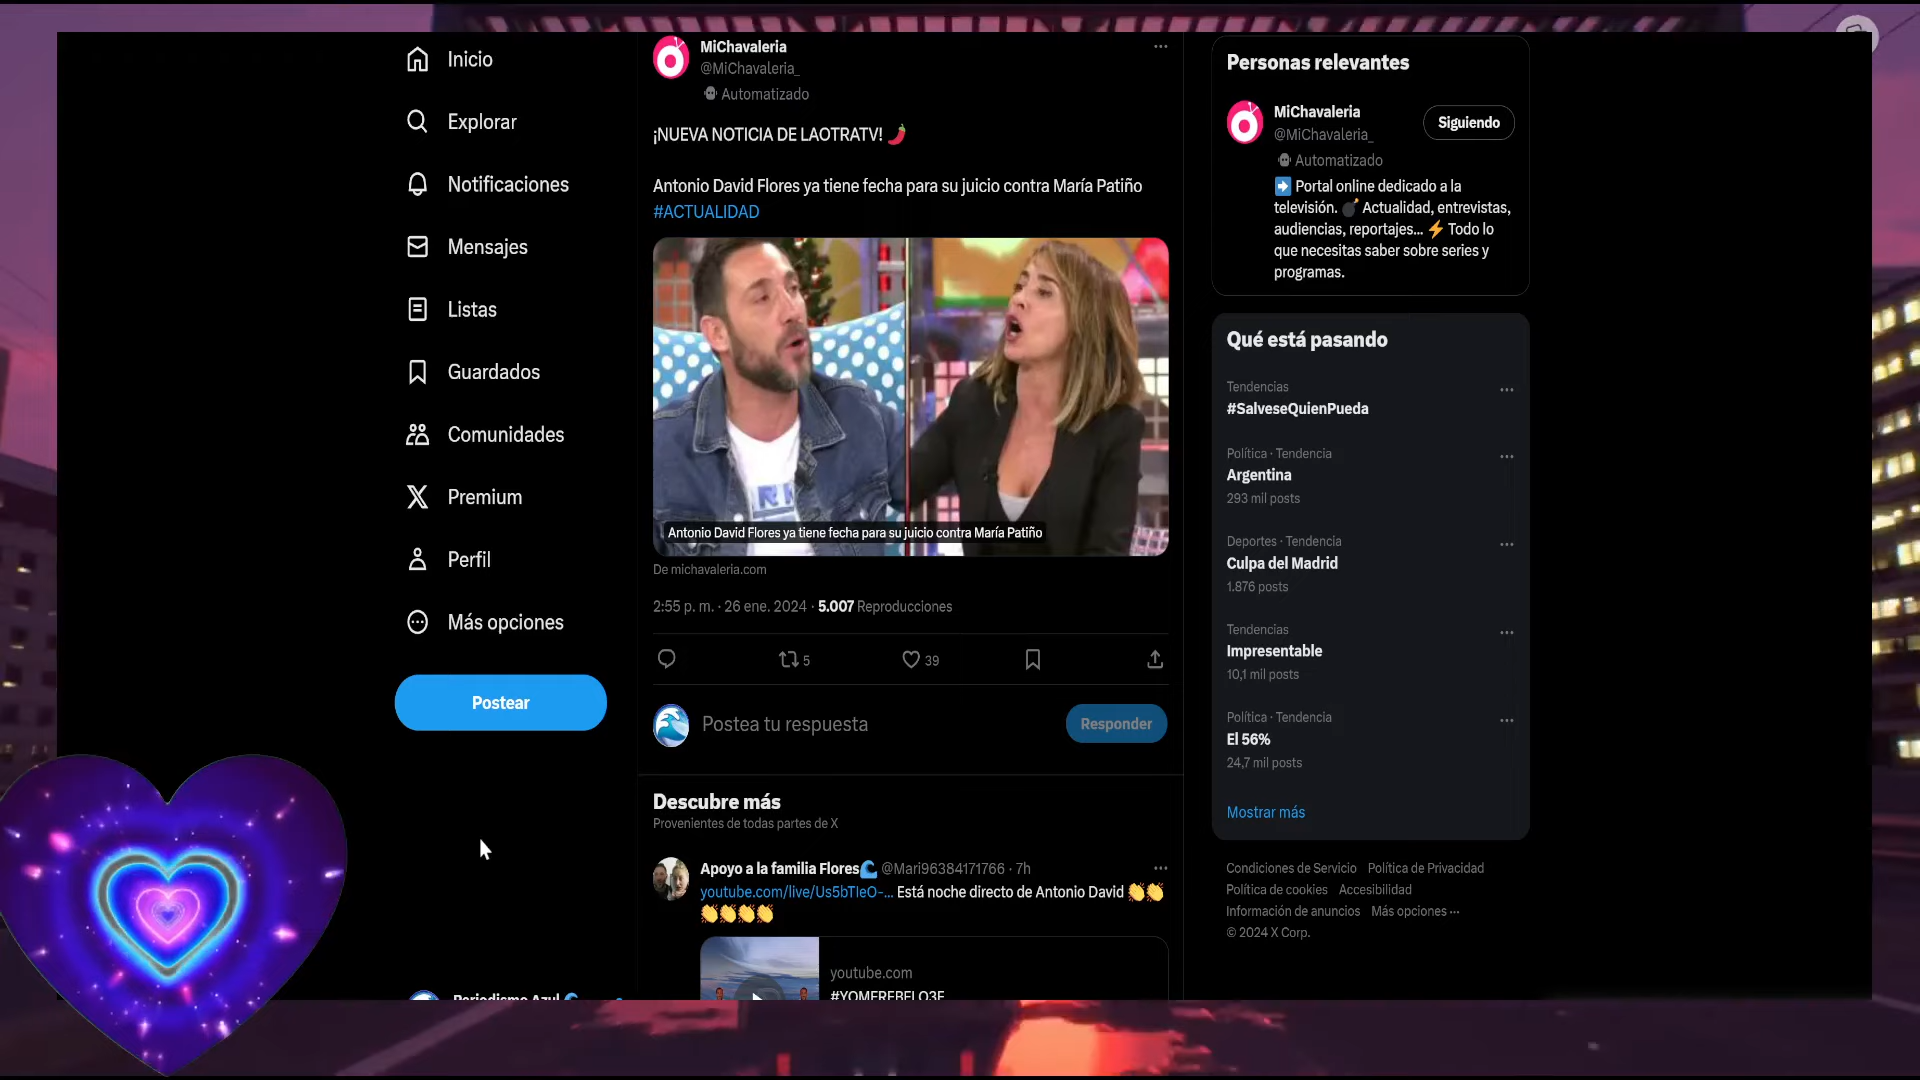 Inicio
Explorar
Notificaciones
Mensajes
Listas
Guardados
Comunidades
Premium
Perfil
Más opciones
Postear
MiChavaleria
@MiChavaleria_
Automatizado
¡NUEVA NOTICIA DE LAOTRATV! 🌶️
Antonio David Flores ya tiene fecha para su juicio contra María Patiño
#ACTUALIDAD
Antonio David Flores ya tiene fecha para su juicio contra María Patiño
De michavaleria.com
2:55 p. m. · 26 ene. 2024 · 5.007 Reproducciones
5
39
Postea tu respuesta
Responder
Descubre más
Provenientes de todas partes de X
Apoyo a la familia Flores🌊 @Mari96384171766 · 7h
youtube.com/live/Us5bTIeO-... Está noche directo de Antonio David 👏👏
👏👏👏👏
youtube.com
#YOMEREBELO3F
Periodismo Azul
Personas relevantes
MiChavaleria
@MiChavaleria_
Siguiendo
Automatizado
➡️ Portal online dedicado a la
televisión. 💣 Actualidad, entrevistas,
audiencias, reportajes... ⚡ Todo lo
que necesitas saber sobre series y
programas.
Qué está pasando
Tendencias
#SalveseQuienPueda
Política · Tendencia
Argentina
293 mil posts
Deportes · Tendencia
Culpa del Madrid
1.876 posts
Tendencias
Impresentable
10,1 mil posts
Política · Tendencia
El 56%
24,7 mil posts
Mostrar más
Condiciones de Servicio Política de Privacidad
Política de cookies Accesibilidad
Información de anuncios Más opciones ···
© 2024 X Corp.